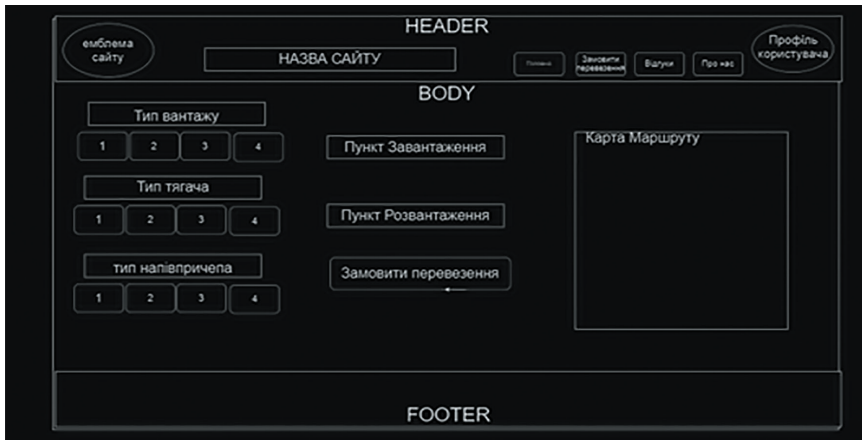 HEADER
емблема
сайту
НАЗВА САЙТУ
Головна
Замовити
перевезення
Відгуки
Про нас
Профіль
користувача
BODY
Тип вантажу
1 2 3 4
Тип тягача
1 2 3 4
тип напівпричепа
1 2 3 4
Пункт Завантаження
Пункт Розвантаження
Замовити перевезення
Карта Маршруту
FOOTER